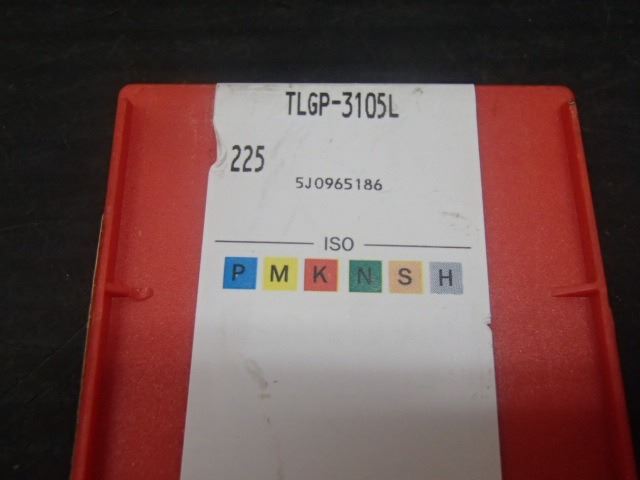 TLGP-3105L
225
5J0965186
ISO
P M K N S H